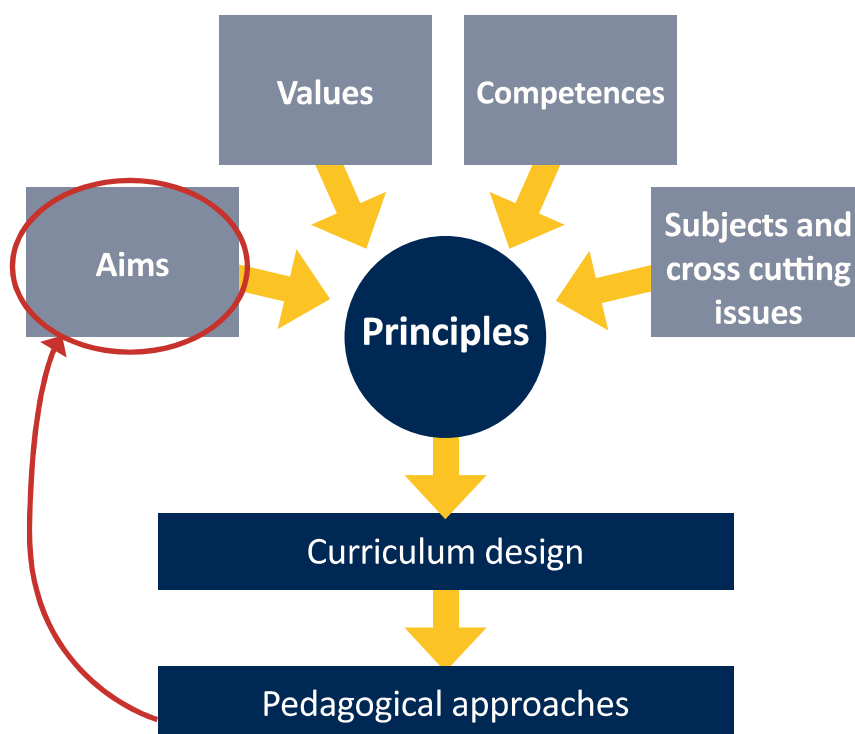 Values
Competences
Aims
Subjects and
cross cutting
issues
Principles
Curriculum design
Pedagogical approaches